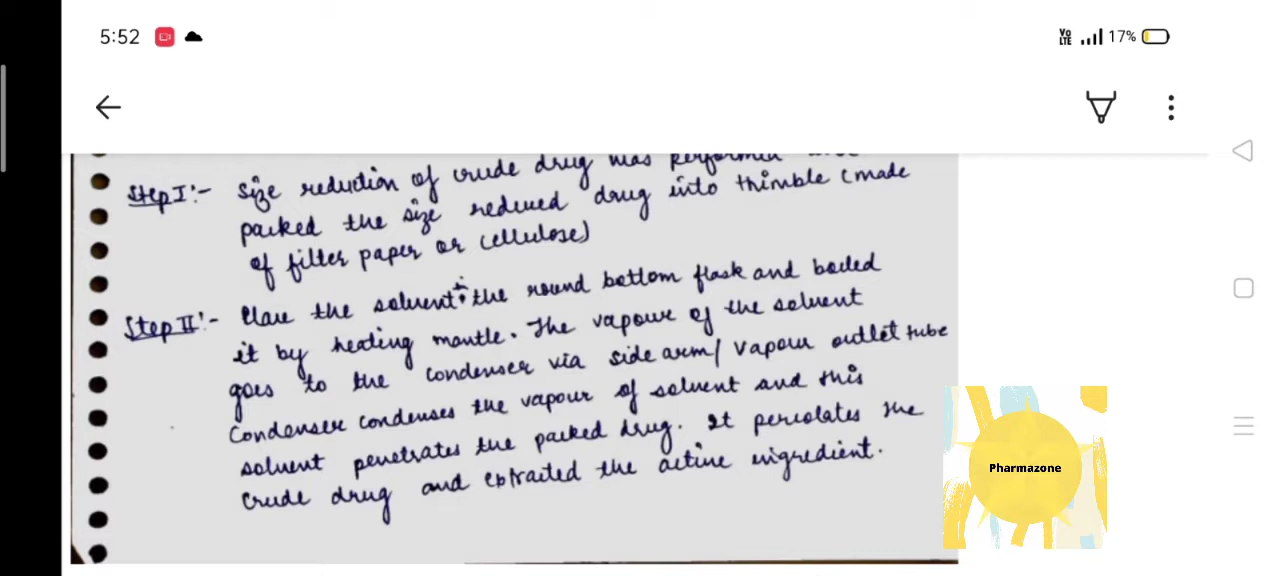 5:52
Vo
LTE
17%
Step I :- Size reduction of crude drug was performed
packed the size reduced drug into thimble (made
of filter paper or cellulose)
Step II :- Place the solvent in the round bottom flask and boiled
it by heating mantle. The vapour of the solvent
goes to the condenser via side arm/ vapour outlet tube
Condenser condenses the vapour of solvent and this
solvent penetrates the packed drug. It percolates the
crude drug and extracted the active ingredient.
Pharmazone